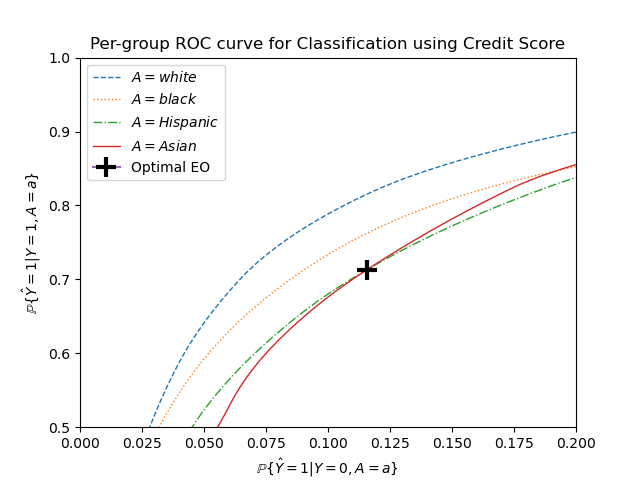 Per-group ROC curve for Classification using Credit Score
A = white
A = black
A = Hispanic
A = Asian
Optimal EO
1.0
0.9
0.8
0.7
0.6
0.5
ℙ{Ŷ = 1|Y = 1, A = a}
0.000 0.025 0.050 0.075 0.100 0.125 0.150 0.175 0.200
ℙ{Ŷ = 1|Y = 0, A = a}